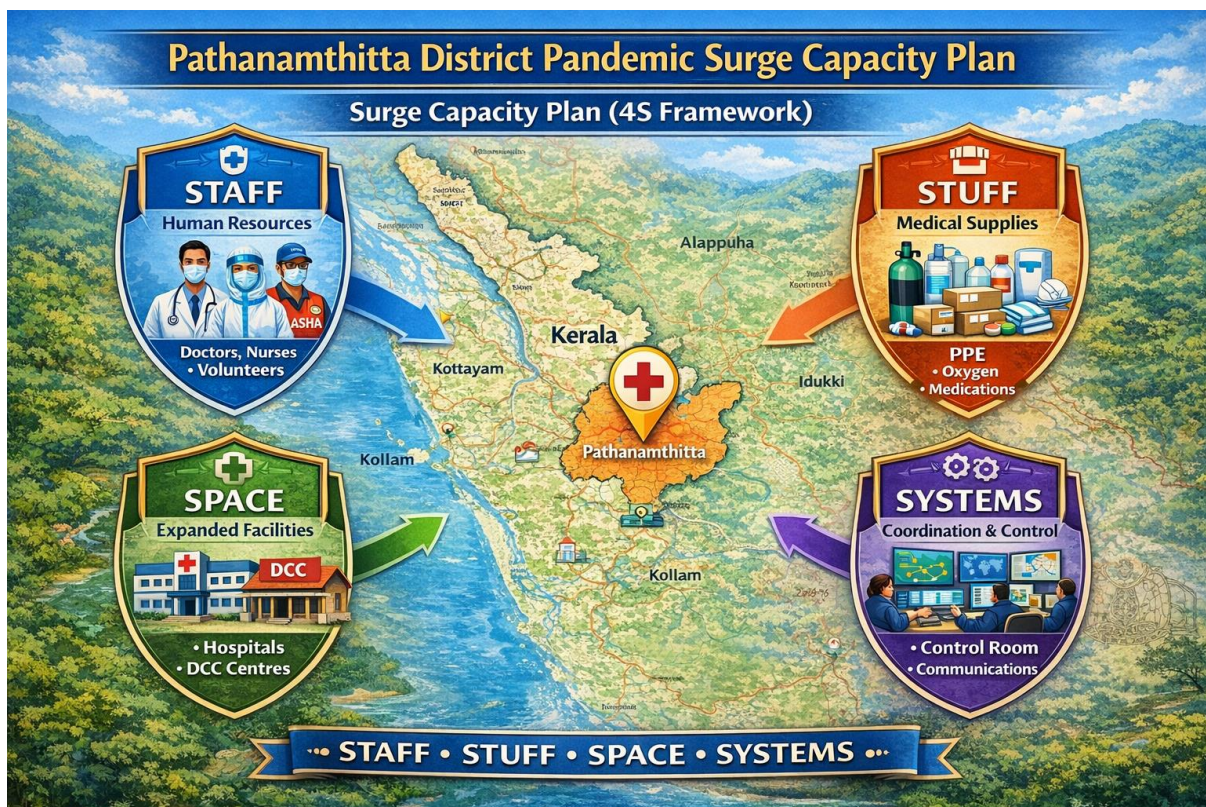 Pathanamthitta District Pandemic Surge Capacity Plan
Surge Capacity Plan (4S Framework)
STAFF
Human Resources
ASHA
Doctors, Nurses
• Volunteers
STUFF
Medical Supplies
PPE
• Oxygen
• Medications
Alappuha
Kerala
Kottayam
Idukki
Pathanamthitta
Kollam
SPACE
Expanded Facilities
DCC
• Hospitals
• DCC Centres
SYSTEMS
Coordination & Control
• Control Room
• Communications
Kollam
STAFF • STUFF • SPACE • SYSTEMS